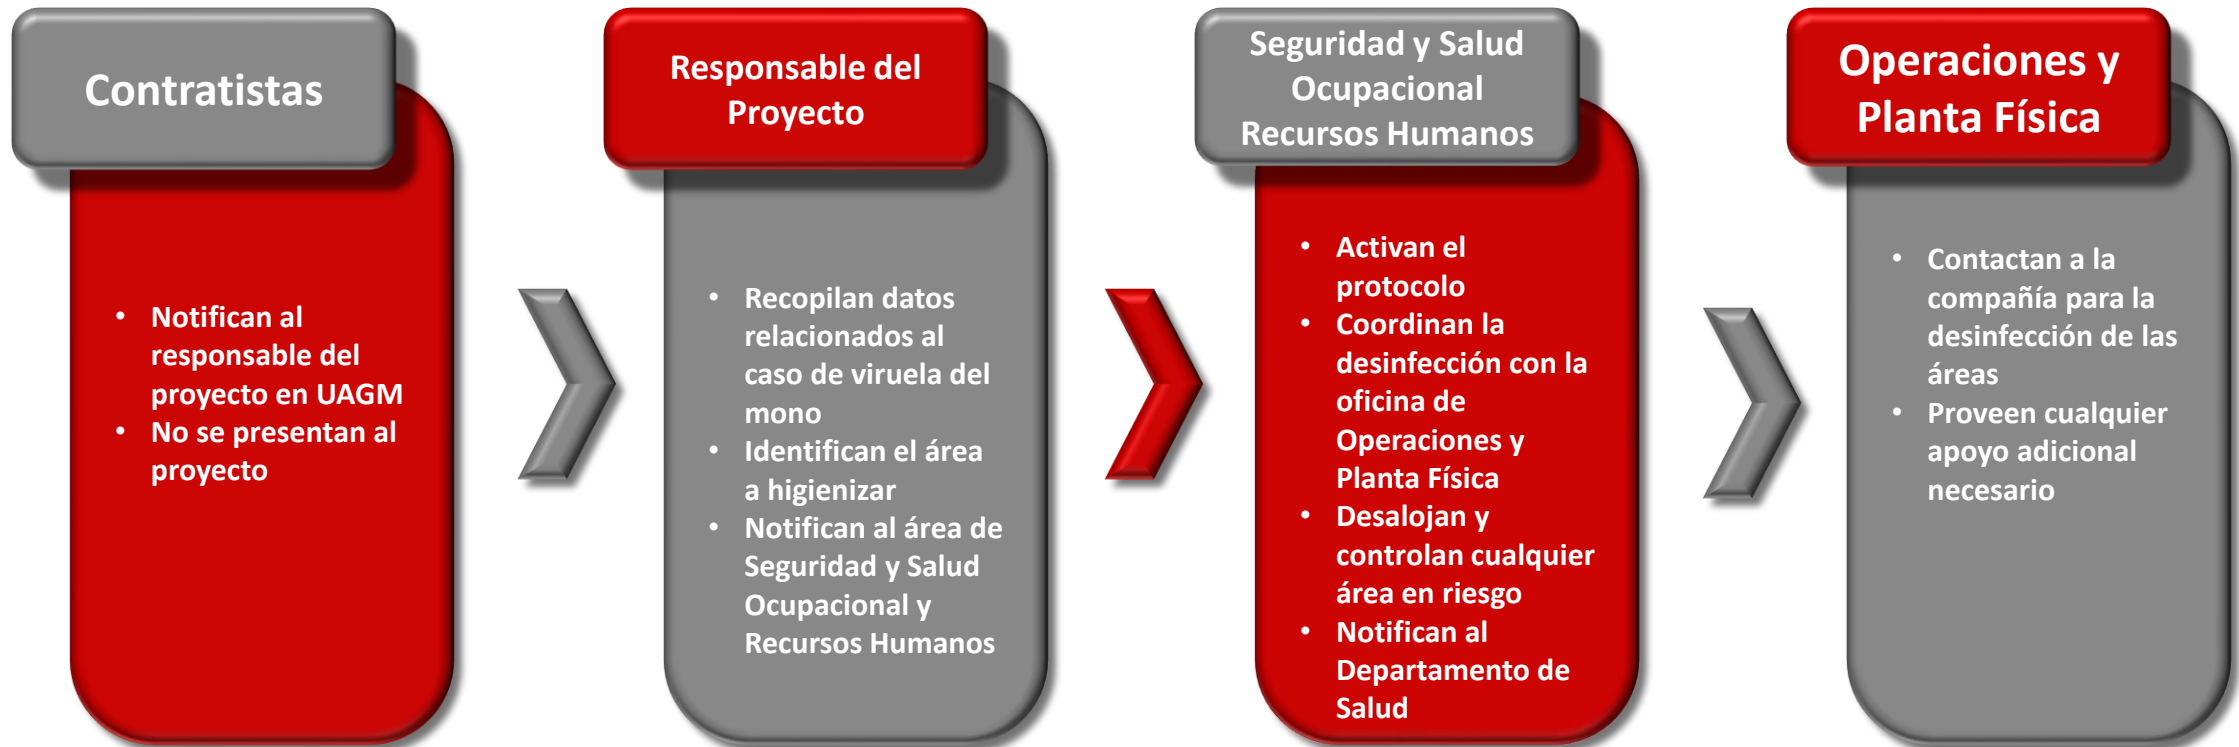 Contratistas
• Notifican al
responsable del
proyecto en UAGM
• No se presentan al
proyecto
Responsable del
Proyecto
• Recopilan datos
relacionados al
caso de viruela del
mono
• Identifican el área
a higienizar
• Notifican al área de
Seguridad y Salud
Ocupacional y
Recursos Humanos
Seguridad y Salud
Ocupacional
Recursos Humanos
• Activan el
protocolo
• Coordinan la
desinfección con la
oficina de
Operaciones y
Planta Física
• Desalojan y
controlan cualquier
área en riesgo
• Notifican al
Departamento de
Salud
Operaciones y
Planta Física
• Contactan a la
compañía para la
desinfección de las
áreas
• Proveen cualquier
apoyo adicional
necesario